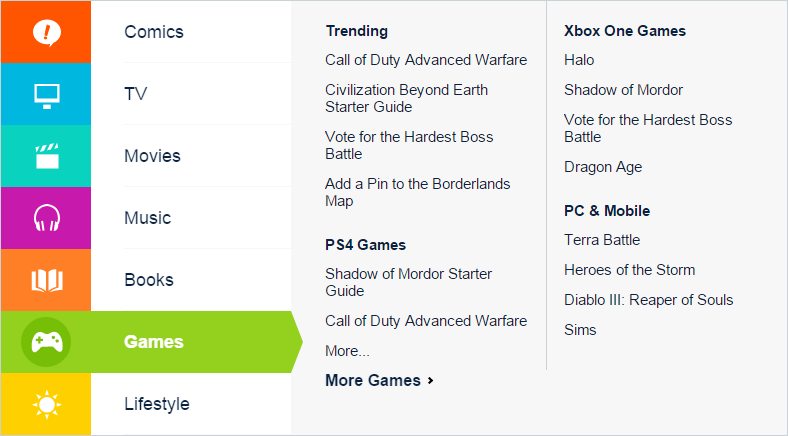 Comics
TV
Movies
Music
Books
Games
Lifestyle
Trending
Call of Duty Advanced Warfare
Civilization Beyond Earth
Starter Guide
Vote for the Hardest Boss
Battle
Add a Pin to the Borderlands
Map
PS4 Games
Shadow of Mordor Starter
Guide
Call of Duty Advanced Warfare
More...
More Games
Xbox One Games
Halo
Shadow of Mordor
Vote for the Hardest Boss
Battle
Dragon Age
PC & Mobile
Terra Battle
Heroes of the Storm
Diablo III: Reaper of Souls
Sims